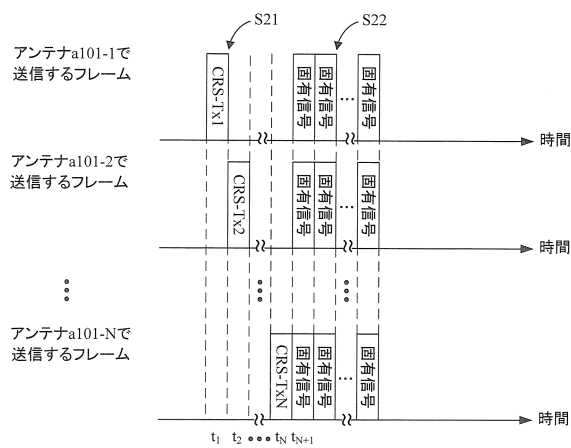 S21
S22
アンテナa101-1で
送信するフレーム
CRS-Tx1
固有信号
固有信号
...
固有信号
時間
アンテナa101-2で
送信するフレーム
CRS-Tx2
固有信号
固有信号
...
固有信号
時間
アンテナa101-Nで
送信するフレーム
CRS-TxN
固有信号
固有信号
...
固有信号
時間
t1 t2 ••• tN tN+1